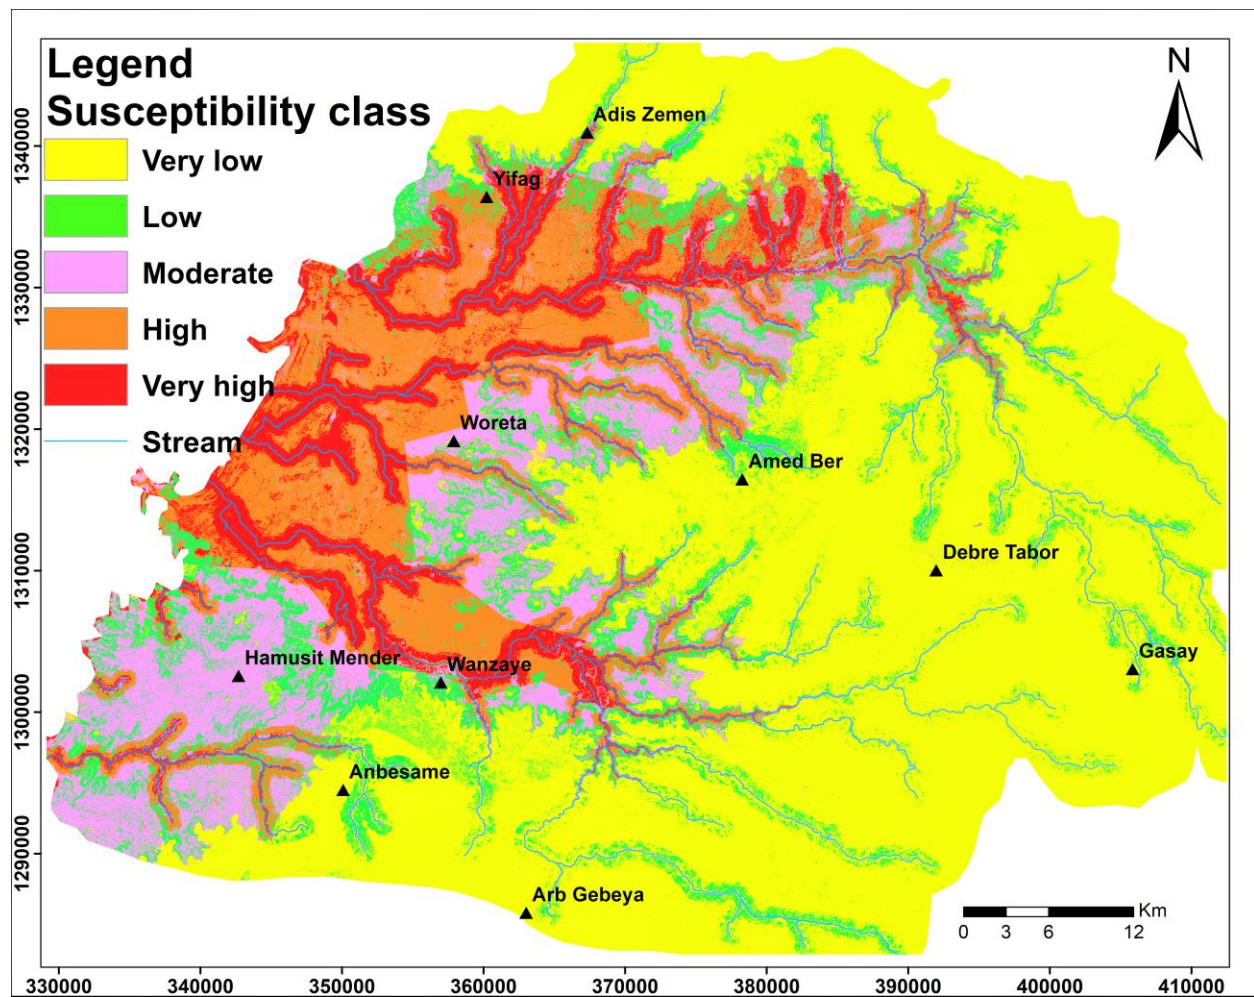 Legend
Susceptibility class
Very low
Low
Moderate
High
Very high
Stream
N
Adis Zemen
Yifag
Woreta
Amed Ber
Debre Tabor
Gasay
Hamusit Mender
Wanzaye
Anbesame
Arb Gebeya
Km
0 3 6 12
1340000
1330000
1320000
1310000
1300000
1290000
330000 340000 350000 360000 370000 380000 390000 400000 410000